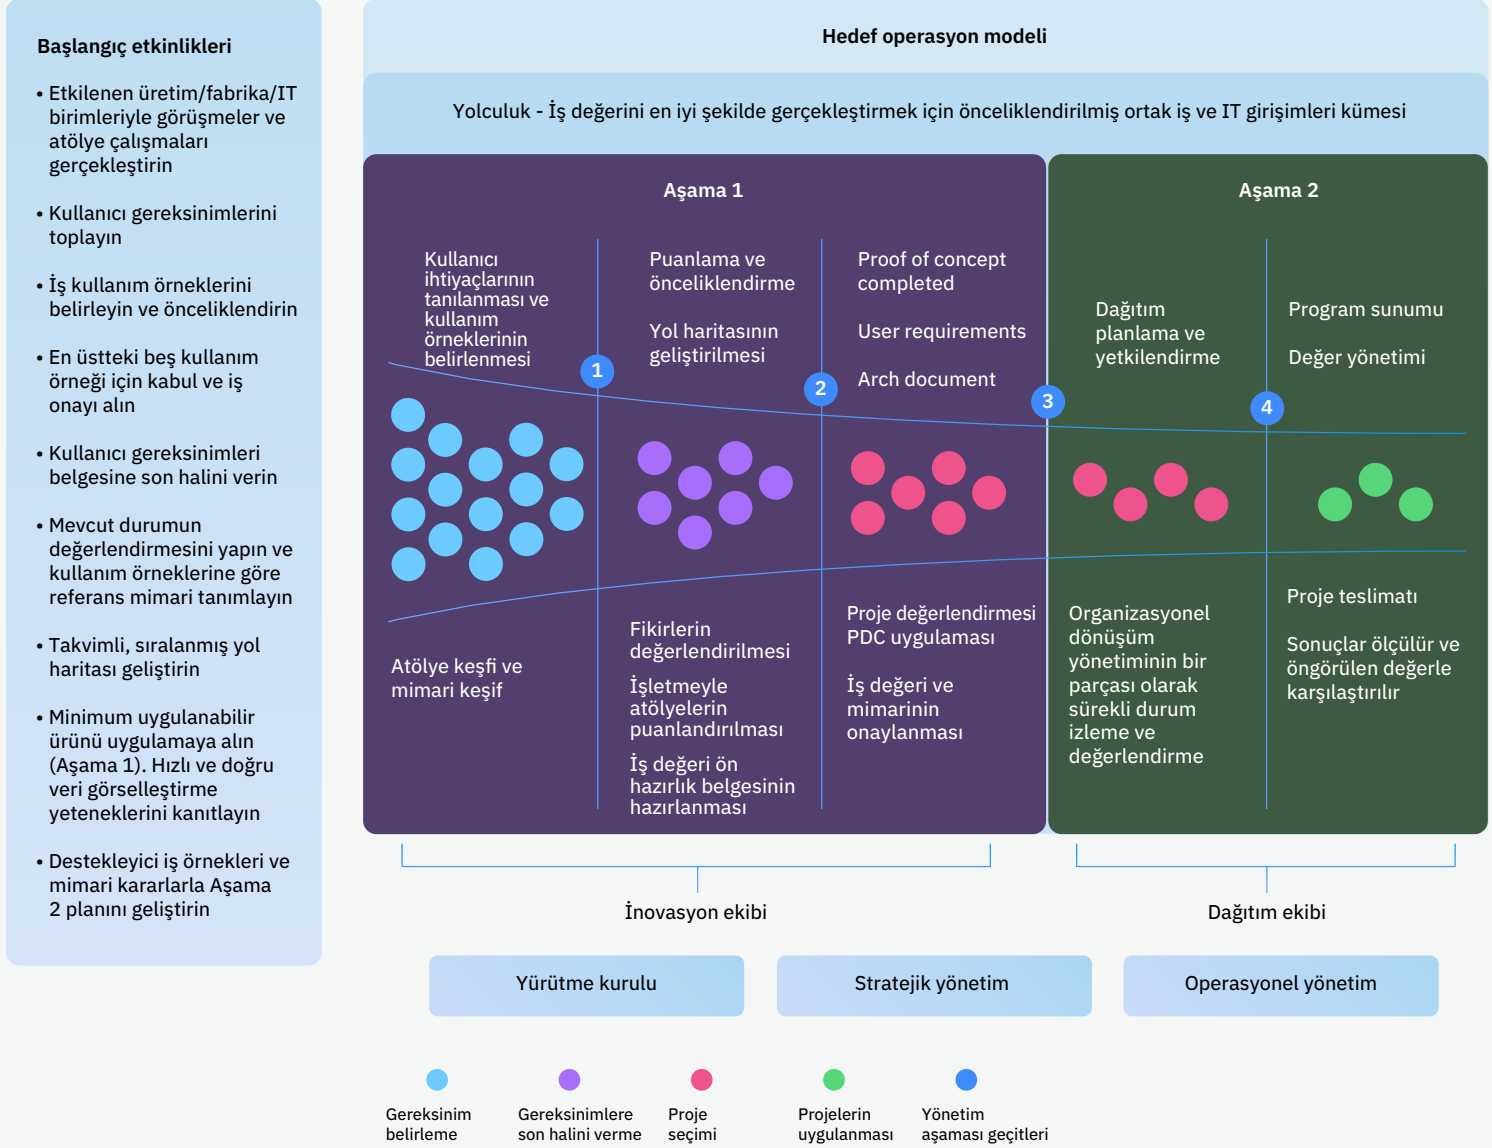 Başlangıç etkinlikleri
• Etkilenen üretim/fabrika/IT
birimleriyle görüşmeler ve
atölye çalışmaları
gerçekleştirin
• Kullanıcı gereksinimlerini
toplayın
• İş kullanım örneklerini
belirleyin ve önceliklendirin
• En üstteki beş kullanım
örneği için kabul ve iş
onayı alın
• Kullanıcı gereksinimleri
belgesine son halini verin
• Mevcut durumun
değerlendirmesini yapın ve
kullanım örneklerine göre
referans mimari tanımlayın
• Takvimli, sıralanmış yol
haritası geliştirin
• Minimum uygulanabilir
ürünü uygulamaya alın
(Aşama 1). Hızlı ve doğru
veri görselleştirme
yeteneklerini kanıtlayın
• Destekleyici iş örnekleri ve
mimari kararlarla Aşama
2 planını geliştirin
Hedef operasyon modeli
Yolculuk - İş değerini en iyi şekilde gerçekleştirmek için önceliklendirilmiş ortak iş ve IT girişimleri kümesi
Aşama 1
Kullanıcı
ihtiyaçlarının
tanılanması ve
kullanım
örneklerinin
belirlenmesi
1
Puanlama ve
önceliklendirme
Yol haritasının
geliştirilmesi
2
Proof of concept
completed
User requirements
Arch document
3
Atölye keşfi ve
mimari keşif
Fikirlerin
değerlendirilmesi
İşletmeyle
atölyelerin
puanlandırılması
İş değeri ön
hazırlık belgesinin
hazırlanması
Proje değerlendirmesi
PDC uygulaması
İş değeri ve
mimarinin
onaylanması
Aşama 2
Dağıtım
planlama ve
yetkilendirme
4
Program sunumu
Değer yönetimi
Organizasyonel
dönüşüm
yönetiminin bir
parçası olarak
sürekli durum
izleme ve
değerlendirme
Proje teslimatı
Sonuçlar ölçülür ve
öngörülen değerle
karşılaştırılır
İnovasyon ekibi
Dağıtım ekibi
Yürütme kurulu
Stratejik yönetim
Operasyonel yönetim
Gereksinim
belirleme
Gereksinimlere
son halini verme
Proje
seçimi
Projelerin
uygulanması
Yönetim
aşaması geçitleri